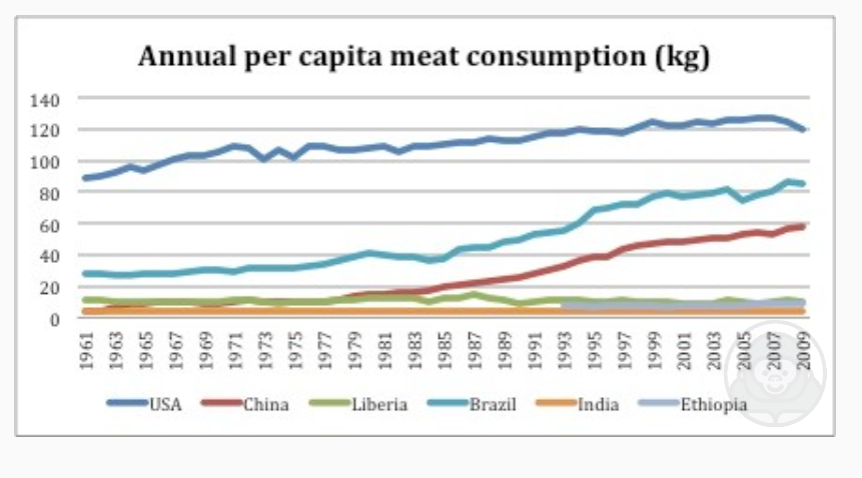 Annual per capita meat consumption (kg)
140
120
100
80
60
40
20
0
1961 1963 1965 1967 1969 1971 1973 1975 1977 1979 1981 1983 1985 1987 1989 1991 1993 1995 1997 1999 2001 2003 2005 2007 2009
USA China Liberia Brazil India Ethiopia